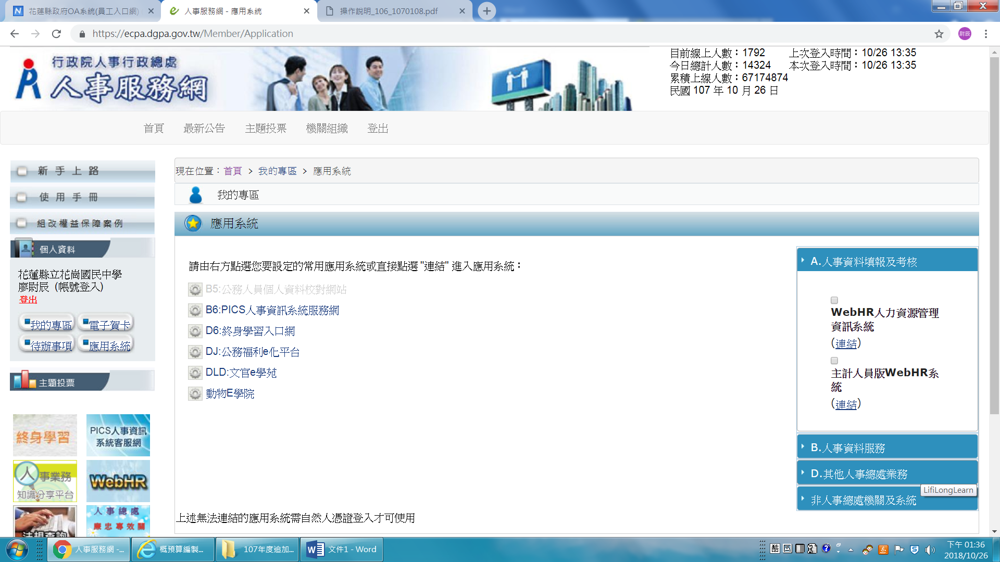 花蓮縣政府OA系統(員工入口網)
人事服務網 - 應用系統
操作說明_106_1070108.pdf
https://ecpa.dgpa.gov.tw/Member/Application
尉辰
行政院人事行政總處
人事服務網
目前線上人數：1792 上次登入時間：10/26 13:35
今日總計人數：14324 本次登入時間：10/26 13:35
累積上線人數：67174874
民國 107 年 10 月 26 日
首頁 最新公告 主題投票 機關組織 登出
新手上路
使用手冊
組改權益保障案例
個人資料
花蓮縣立花崗國民中學
廖尉辰 (帳號登入)
登出
我的專區 電子賀卡
待辦事項 應用系統
主題投票
終身學習
PICS人事資訊
系統客服網
人事業務
知識分享平台
WebHR
法規查詢
人事總處
廉忠專效關
現在位置：首頁 > 我的專區 > 應用系統
我的專區
應用系統
請由右方點選您要設定的常用應用系統或直接點選 "連結" 進入應用系統：
B5:公務人員個人資料校對網站
B6:PICS人事資訊系統服務網
D6:終身學習入口網
DJ:公務福利e化平台
DLD:文官e學苑
動物E學院
上述無法連結的應用系統需自然人憑證登入才可使用
A.人事資料填報及考核
WebHR人力資源管理
資訊系統
(連結)
主計人員版WebHR系
統
(連結)
B.人事資料服務
D.其他人事總處業務
LifiLongLearn
非人事總處機關及系統
人事服務網 -...
概預算編製...
107年度追加...
文件1 - Word
酷
下午 01:36
2018/10/26